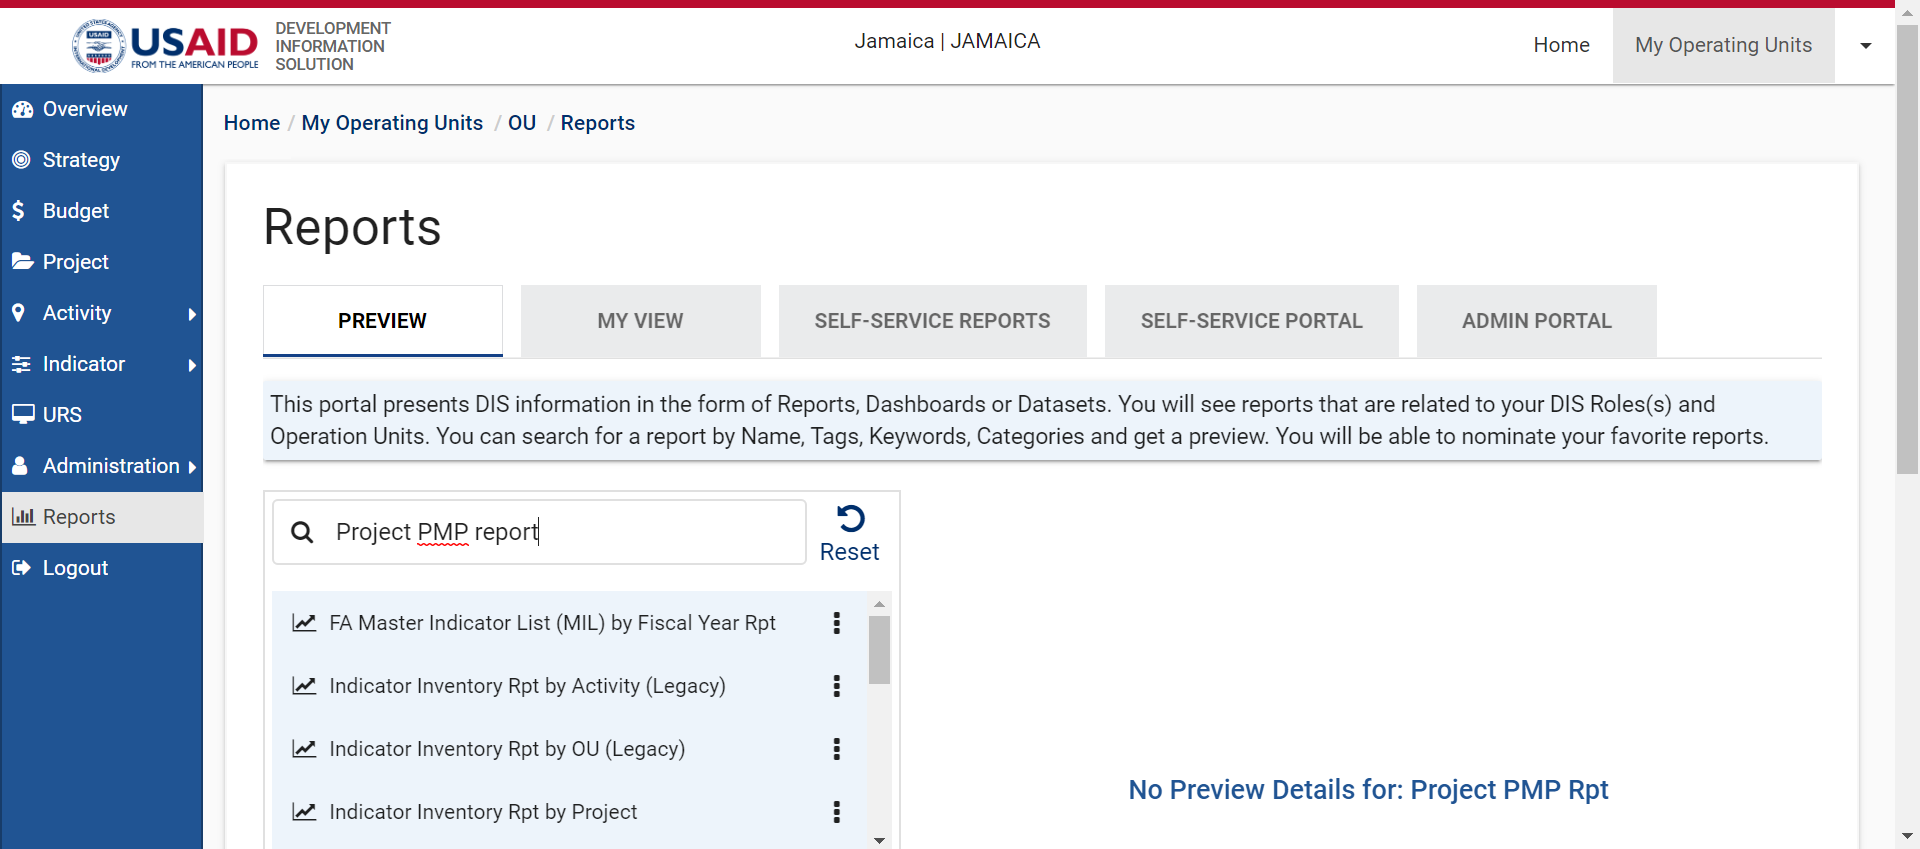 USAID
FROM THE AMERICAN PEOPLE
DEVELOPMENT
INFORMATION
SOLUTION
Jamaica | JAMAICA
Home
My Operating Units
Overview
Strategy
Budget
Project
Activity
Indicator
URS
Administration
Reports
Logout
Home / My Operating Units / OU / Reports
Reports
PREVIEW
MY VIEW
SELF-SERVICE REPORTS
SELF-SERVICE PORTAL
ADMIN PORTAL
This portal presents DIS information in the form of Reports, Dashboards or Datasets. You will see reports that are related to your DIS Roles(s) and
Operation Units. You can search for a report by Name, Tags, Keywords, Categories and get a preview. You will be able to nominate your favorite reports.
Project PMP report
Reset
FA Master Indicator List (MIL) by Fiscal Year Rpt
Indicator Inventory Rpt by Activity (Legacy)
Indicator Inventory Rpt by OU (Legacy)
Indicator Inventory Rpt by Project
No Preview Details for: Project PMP Rpt